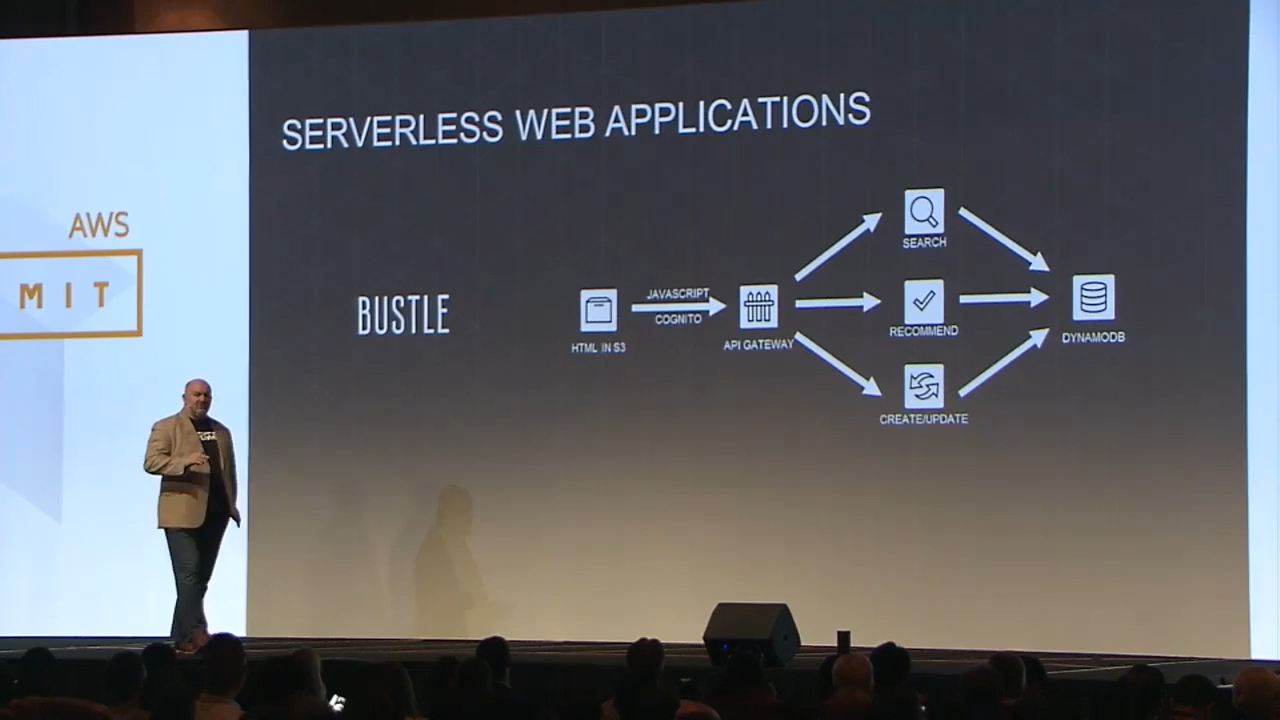 SERVERLESS WEB APPLICATIONS
AWS
MIT
BUSTLE
HTML IN S3
JAVASCRIPT
COGNITO
API GATEWAY
SEARCH
RECOMMEND
CREATE/UPDATE
DYNAMODB